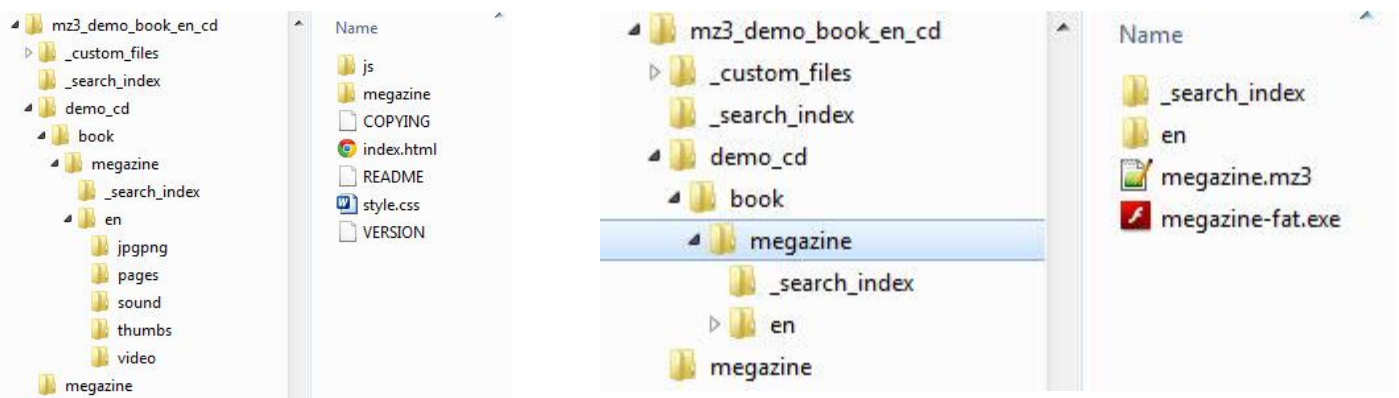 mz3_demo_book_en_cd
_custom_files
_search_index
demo_cd
book
megazine
_search_index
en
jpgpng
pages
sound
thumbs
video
megazine
Name
js
megazine
COPYING
index.html
README
style.css
VERSION
mz3_demo_book_en_cd
_custom_files
_search_index
demo_cd
book
megazine
_search_index
en
megazine
Name
_search_index
en
megazine.mz3
megazine-fat.exe